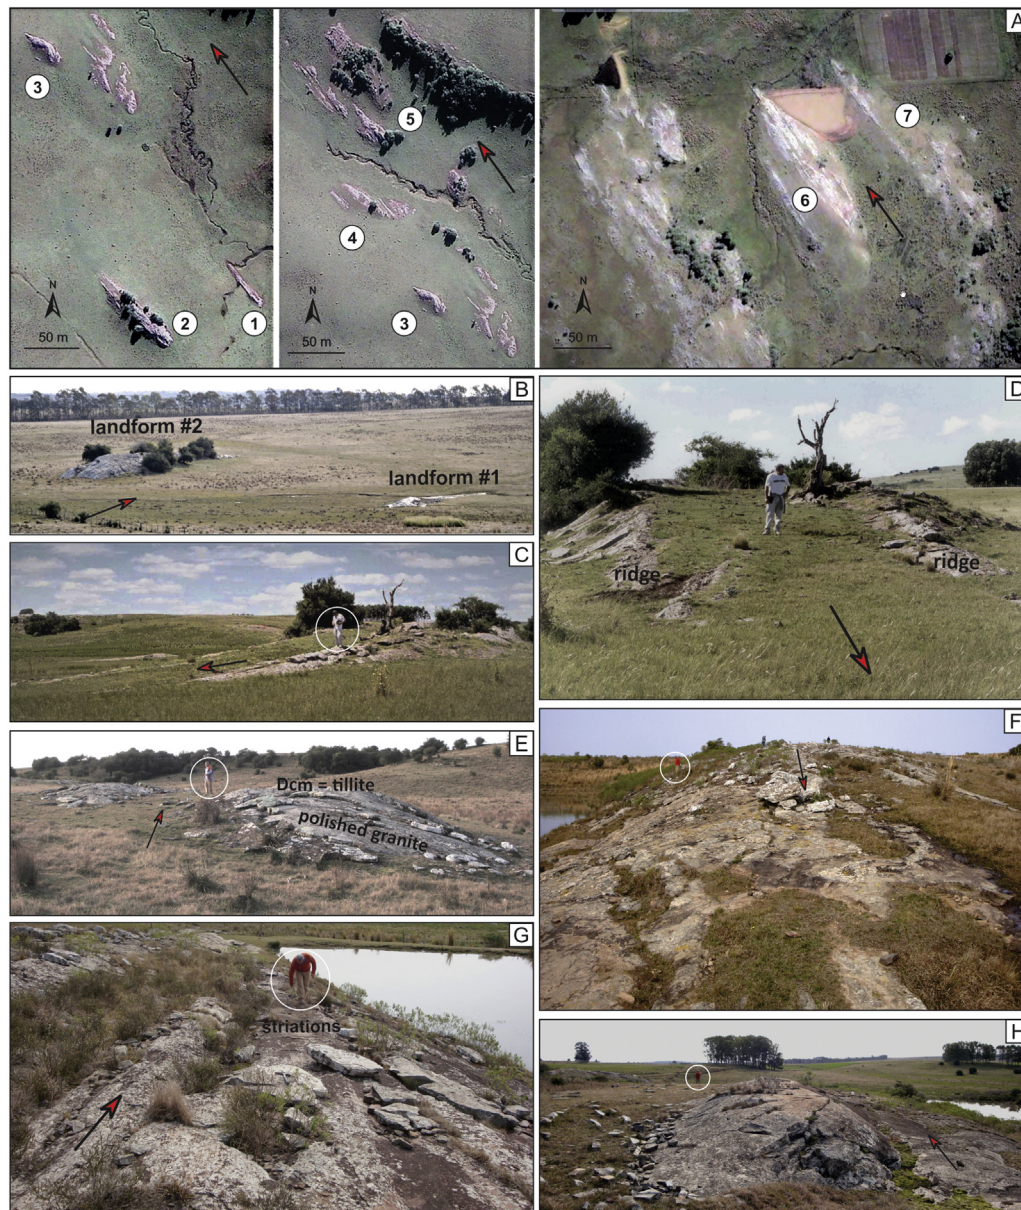 A
3
2
1
N
50 m
5
4
3
N
50 m
7
6
N
50 m
B
landform #2
landform #1
C
D
ridge
ridge
E
Dcm = tillite
polished granite
F
G
striations
H